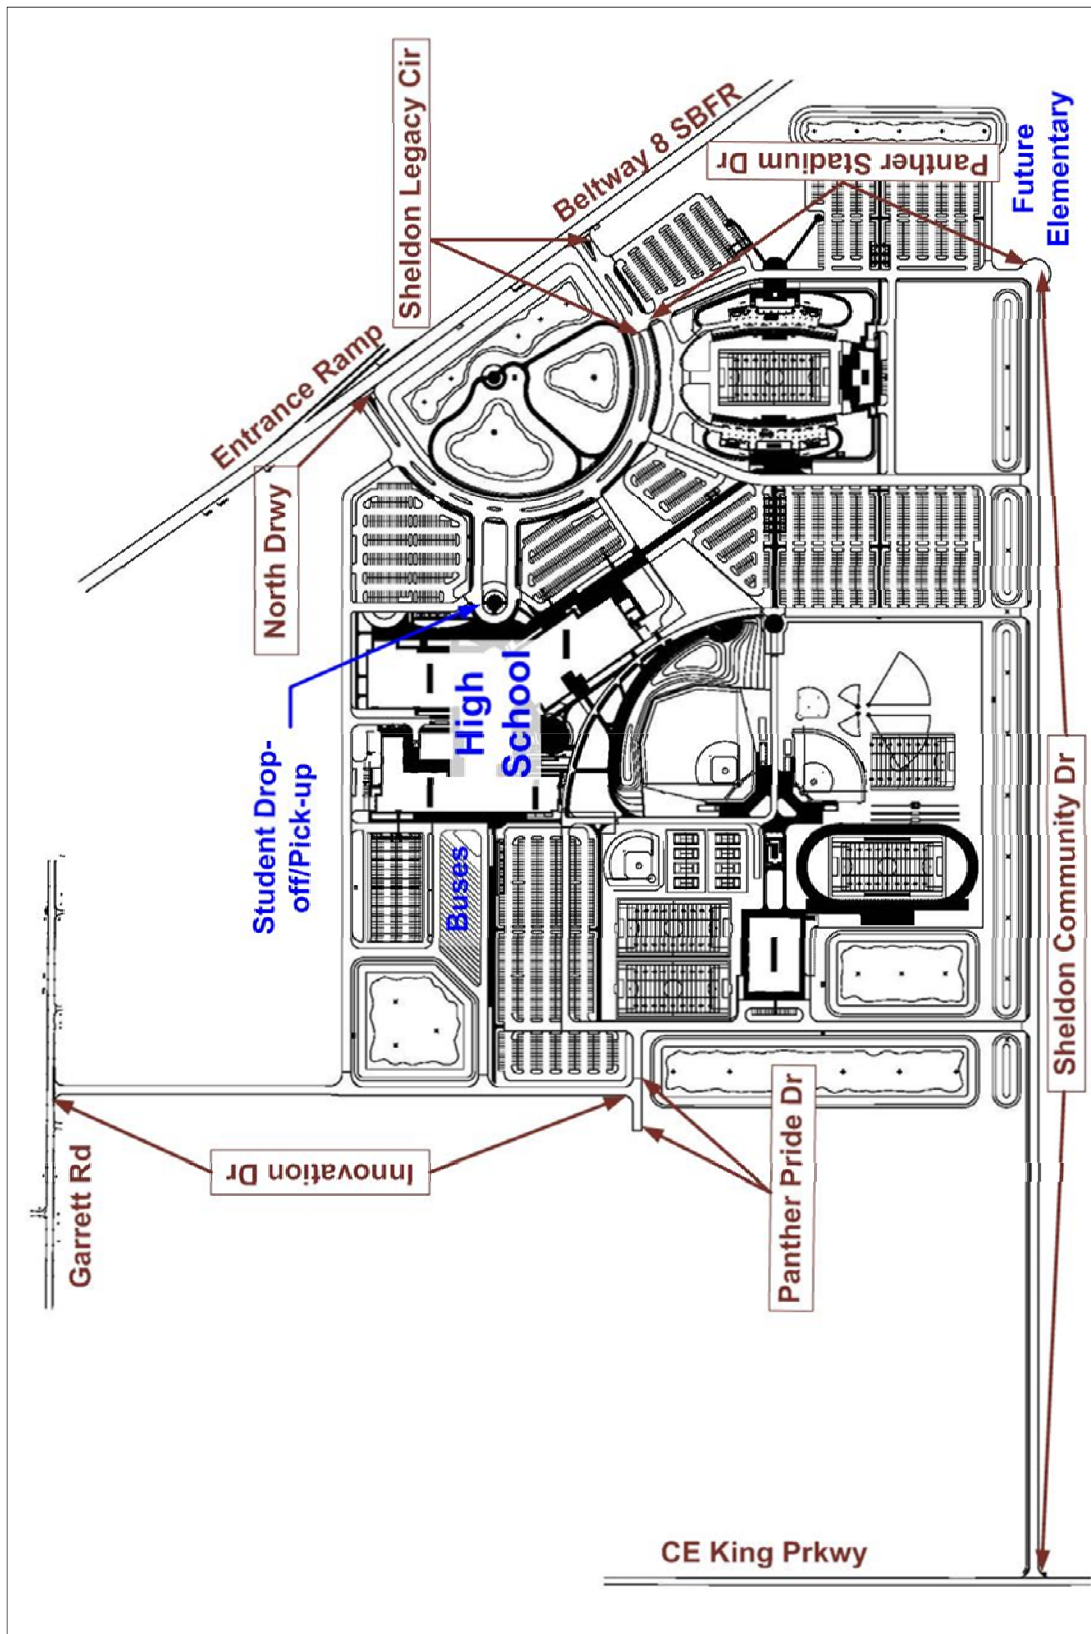 Sheldon Legacy Cir
Beltway 8 SBFR
Panther Stadium Dr
Future
Elementary
Entrance Ramp
North Drwy
Student Drop-
off/Pick-up
High
School
Buses
Sheldon Community Dr
Garrett Rd
Innovation Dr
Panther Pride Dr
CE King Prkwy